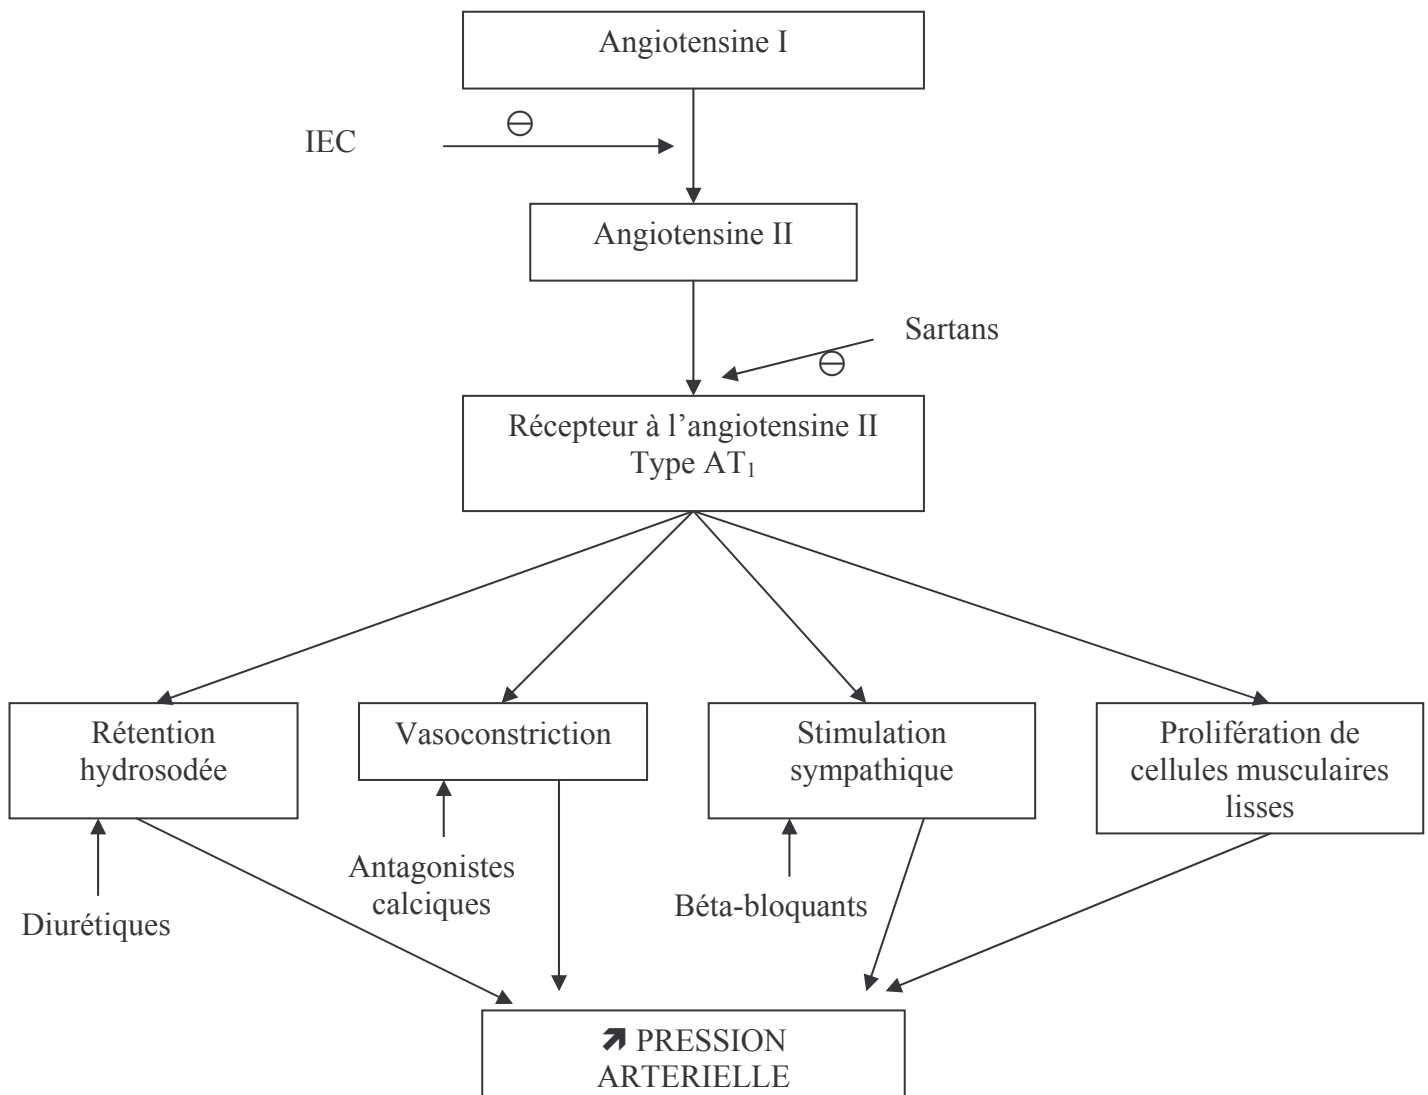 Angiotensine I
⊖
IEC
Angiotensine II
Sartans
⊖
Récepteur à l’angiotensine II
Type AT₁
Rétention
hydrosodée
Vasoconstriction
Stimulation
sympathique
Prolifération de
cellules musculaires
lisses
Diurétiques
Antagonistes
calciques
Béta-bloquants
↗ PRESSION
ARTERIELLE